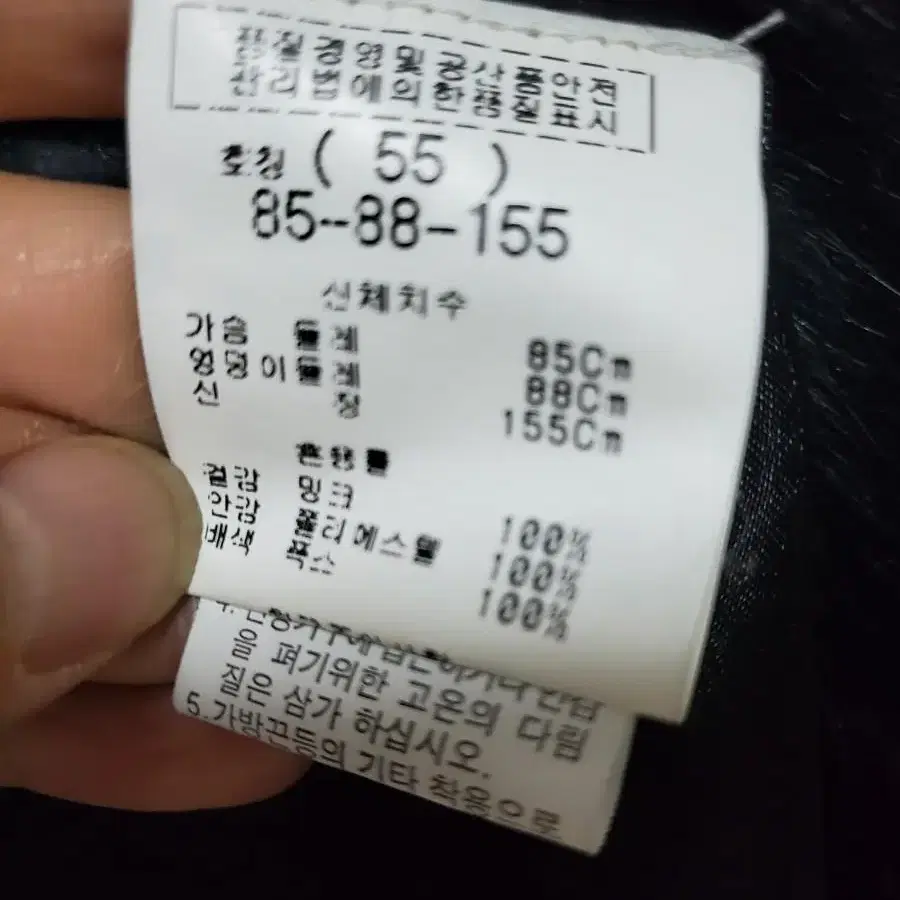 품질경영및공산품안전
관리법에의한품질표시
호칭 ( 55 )
85-88-155
신체치수
가슴 둘레 85Cm
엉덩이둘레 88Cm
신 장 155Cm
혼용률
겉감 밍크 100%
안감 폴리에스텔 100%
배색 폭스 100%
을 펴기위한 고온의 다림
질은 삼가 하십시오.
5.가방끈등의 기타 착용으로